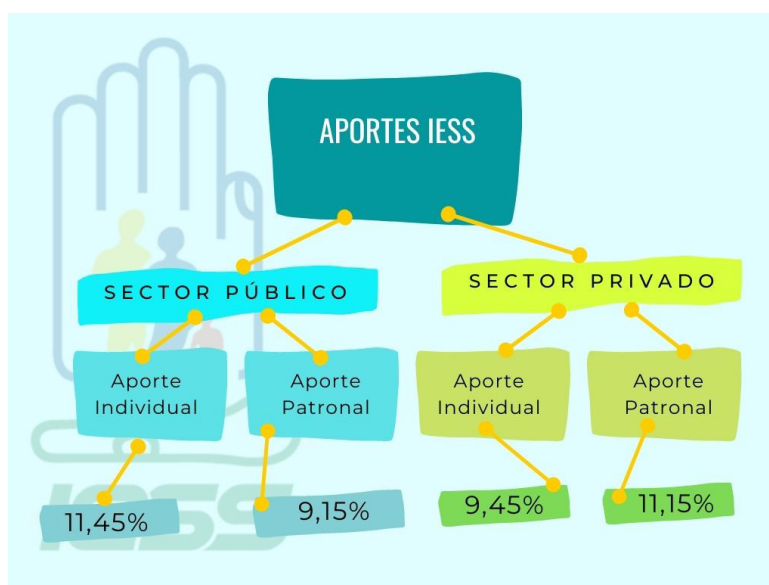 APORTES IESS
SECTOR PÚBLICO
SECTOR PRIVADO
Aporte
Individual
Aporte
Patronal
Aporte
Individual
Aporte
Patronal
11,45%
9,15%
9,45%
11,15%
IESS